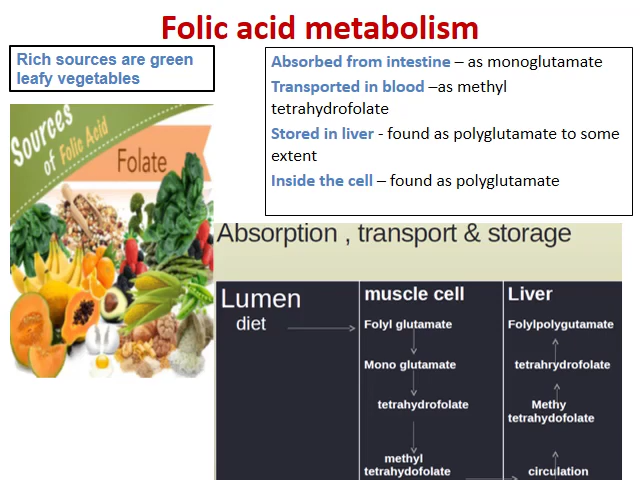 Folic acid metabolism
Rich sources are green
leafy vegetables
Absorbed from intestine – as monoglutamate
Transported in blood –as methyl
tetrahydrofolate
Stored in liver - found as polyglutamate to some
extent
Inside the cell – found as polyglutamate
Sources
of Folic Acid
Folate
Absorption , transport & storage
Lumen
diet
muscle cell
Folyl glutamate
Mono glutamate
tetrahydrofolate
methyl
tetrahydofolate
Liver
Folylpolygutamate
tetrahrydrofolate
Methy
tetrahydofolate
circulation